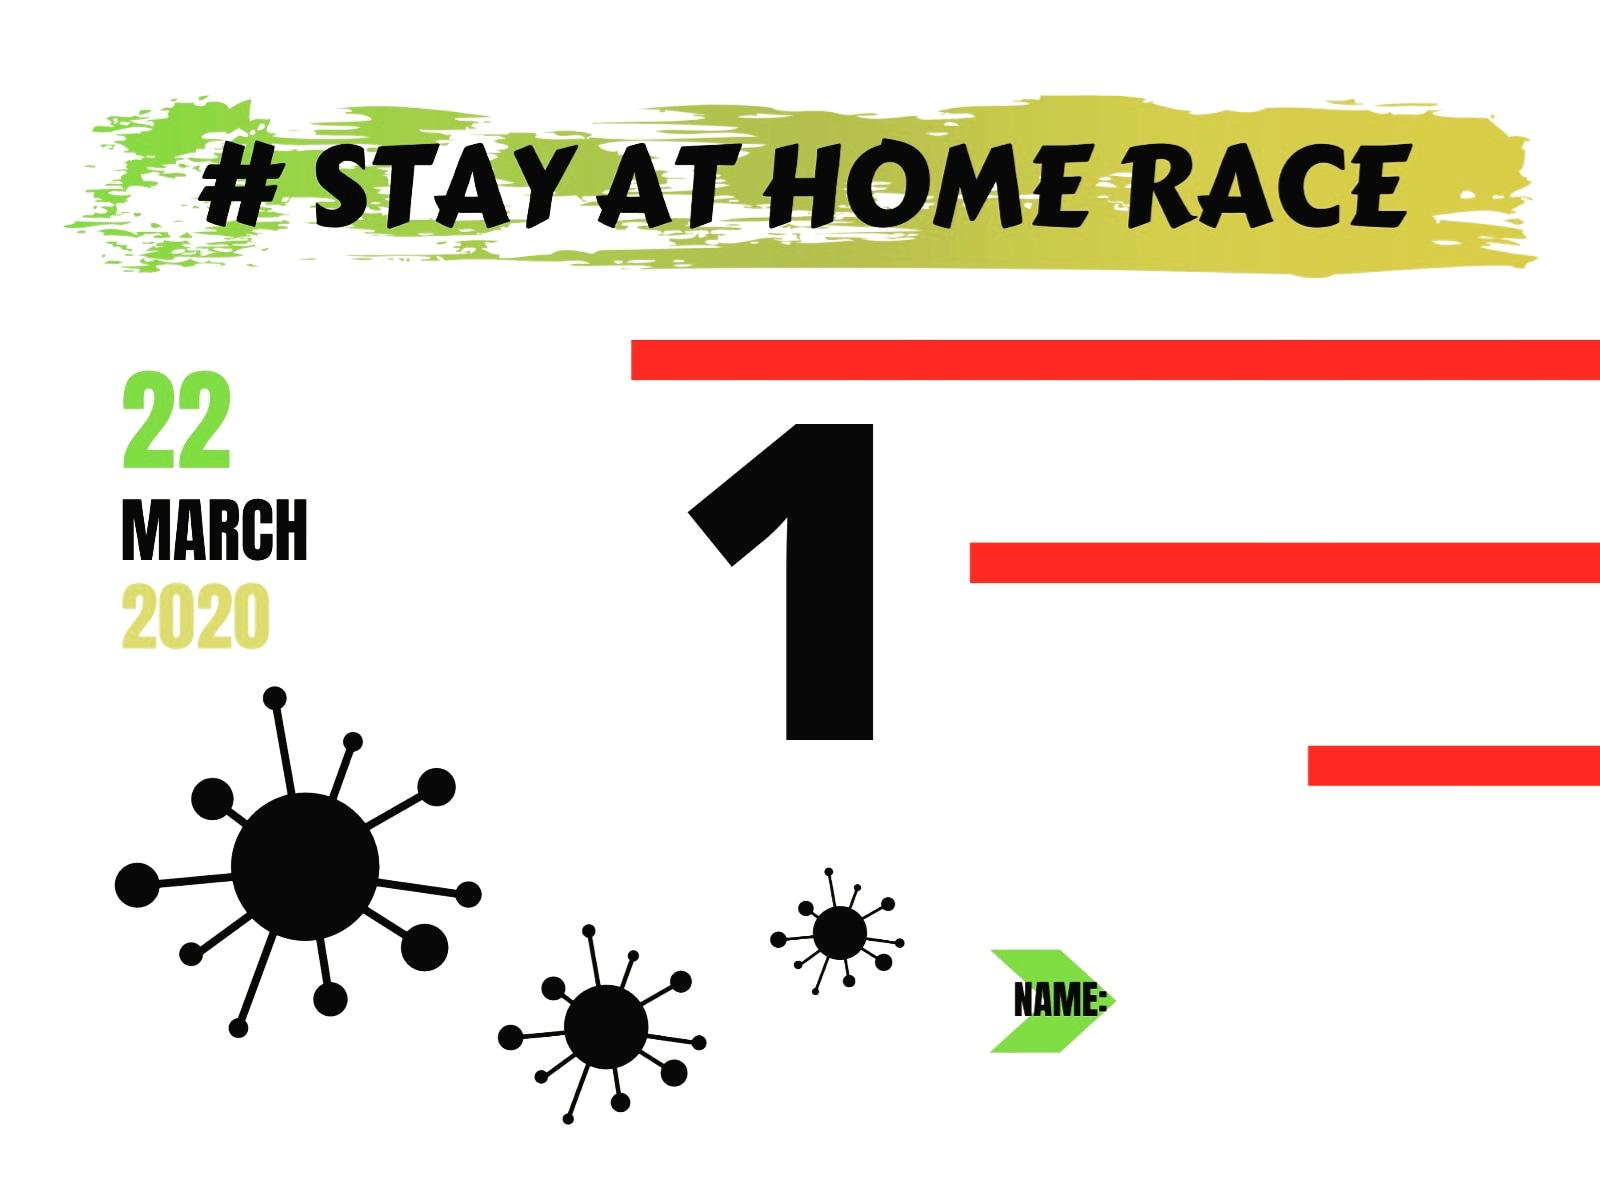 # STAY AT HOME RACE
22
MARCH
2020
1
NAME: